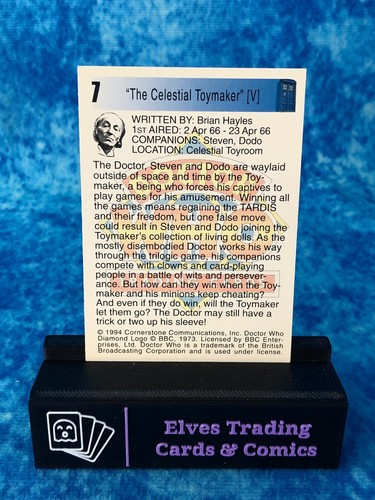 7 "The Celestial Toymaker" [V]
WRITTEN BY: Brian Hayles
1ST AIRED: 2 Apr 66 - 23 Apr 66
COMPANIONS: Steven, Dodo
LOCATION: Celestial Toyroom
The Doctor, Steven and Dodo are waylaid
outside of space and time by the Toy-
maker, a being who forces his captives to
play games for his amusement. Winning all
the games means regaining the TARDIS
and their freedom, but one false move
could result in Steven and Dodo joining the
Toymaker's collection of living dolls. As the
mostly disembodied Doctor works his way
through the trilogic game, his companions
compete with clowns and card-playing
people in a battle of wits and persever-
ance. But how can they win when the Toy-
maker and his minions keep cheating?
And even if they do win, will the Toymaker
let them go? The Doctor may still have a
trick or two up his sleeve!
© 1994 Cornerstone Communications, Inc. Doctor Who
Diamond Logo © BBC, 1973. Licensed by BBC Enter-
prises, Ltd. Doctor Who is a trademark of the British
Broadcasting Corporation and is used under license.
Elves Trading
Cards & Comics